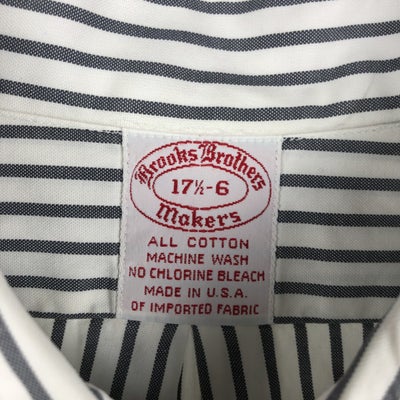 Brooks Brothers
17½-6
Makers
ALL COTTON
MACHINE WASH
NO CHLORINE BLEACH
MADE IN U.S.A.
OF IMPORTED FABRIC